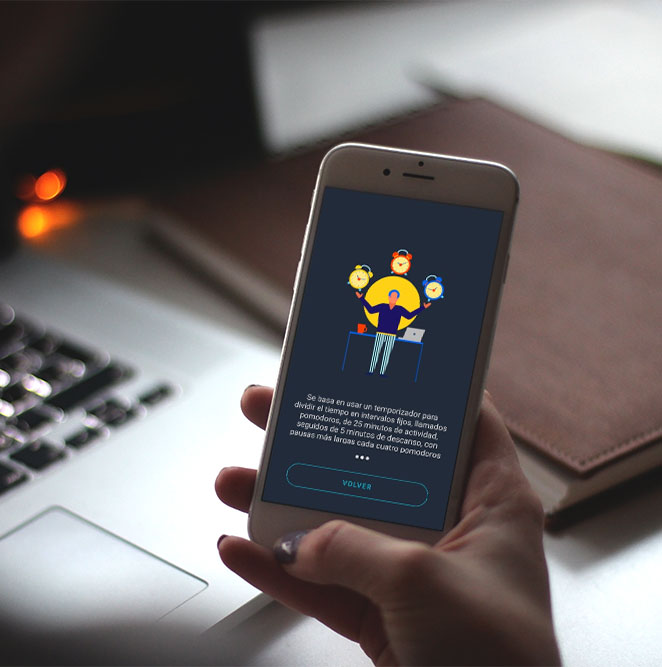 Se basa en usar un temporizador para
dividir el tiempo en intervalos fijos, llamados
pomodoros, de 25 minutos de actividad,
seguidos de 5 minutos de descanso, con
pausas más largas cada cuatro pomodoros
VOLVER